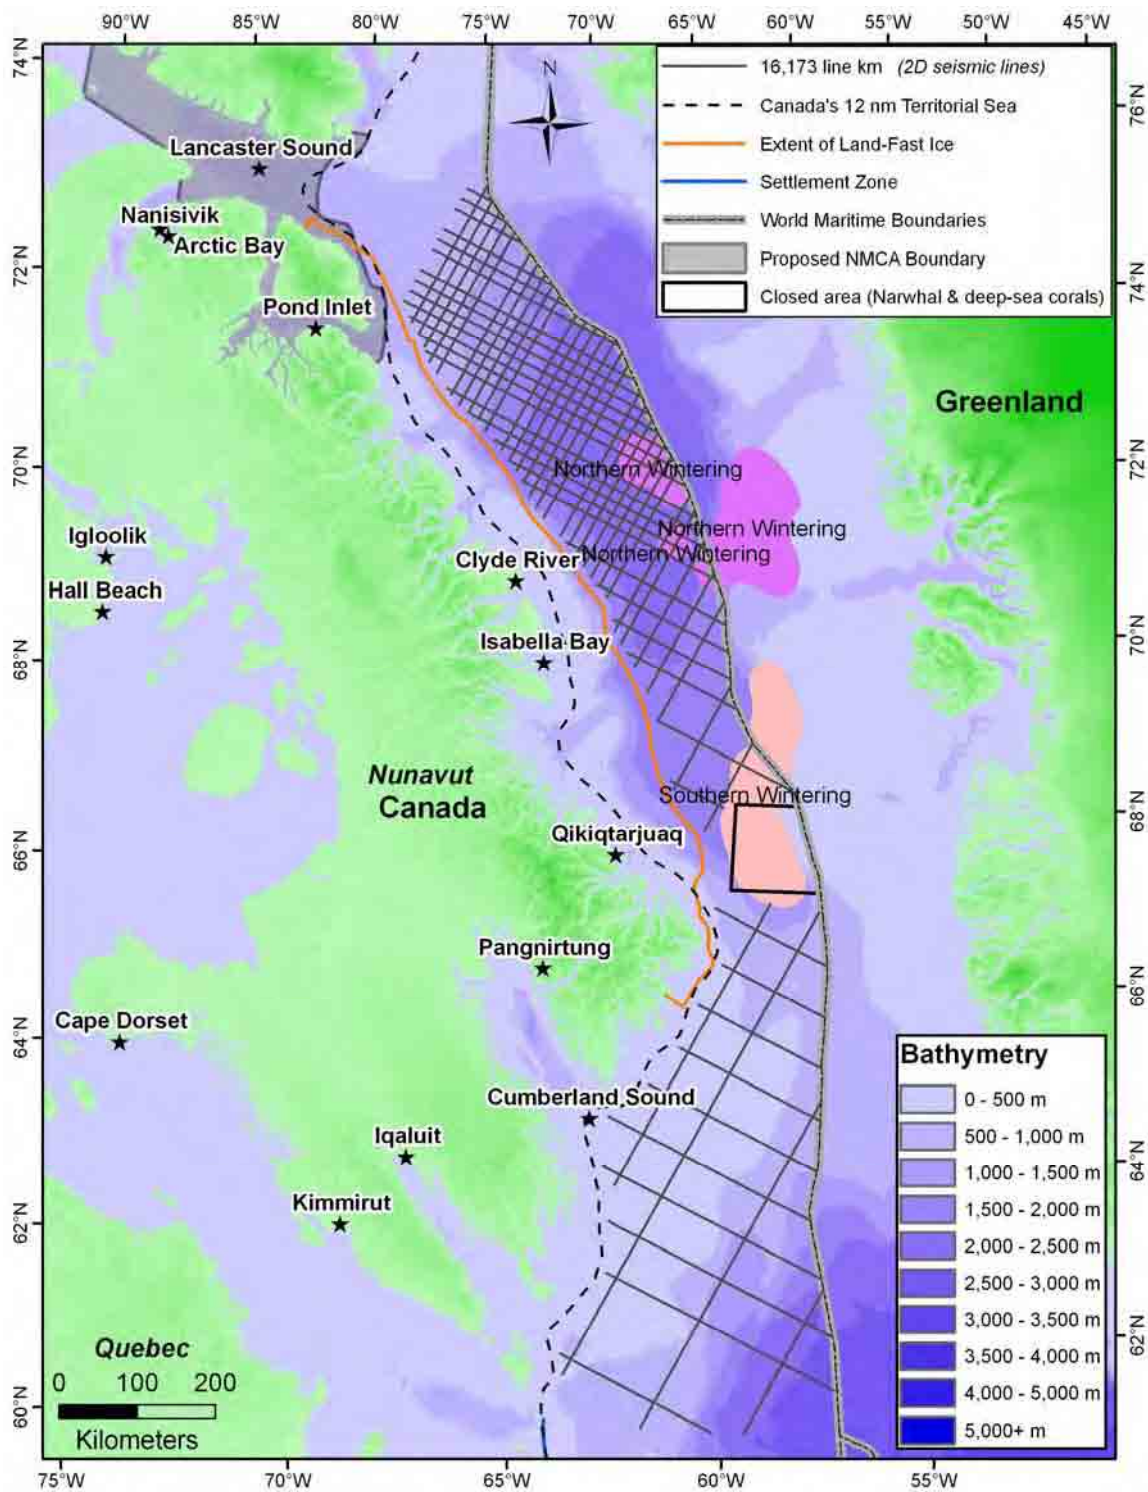 90°W 85°W 80°W 75°W 70°W 65°W 60°W 55°W 50°W 45°W
74°N
72°N
70°N
68°N
66°N
64°N
62°N
60°N
76°N
74°N
72°N
70°N
68°N
66°N
64°N
62°N
N
16,173 line km (2D seismic lines)
Canada's 12 nm Territorial Sea
Extent of Land-Fast Ice
Settlement Zone
World Maritime Boundaries
Proposed NMCA Boundary
Closed area (Narwhal & deep-sea corals)
Lancaster Sound
Nanisivik
Arctic Bay
Pond Inlet
Greenland
Northern Wintering
Northern Wintering
Northern Wintering
Igloolik
Clyde River
Hall Beach
Isabella Bay
Nunavut
Canada
Southern Wintering
Qikiqtarjuaq
Pangnirtung
Cape Dorset
Cumberland Sound
Iqaluit
Kimmirut
Quebec
0 100 200
Kilometers
Bathymetry
0 - 500 m
500 - 1,000 m
1,000 - 1,500 m
1,500 - 2,000 m
2,000 - 2,500 m
2,500 - 3,000 m
3,000 - 3,500 m
3,500 - 4,000 m
4,000 - 5,000 m
5,000+ m
75°W 70°W 65°W 60°W 55°W